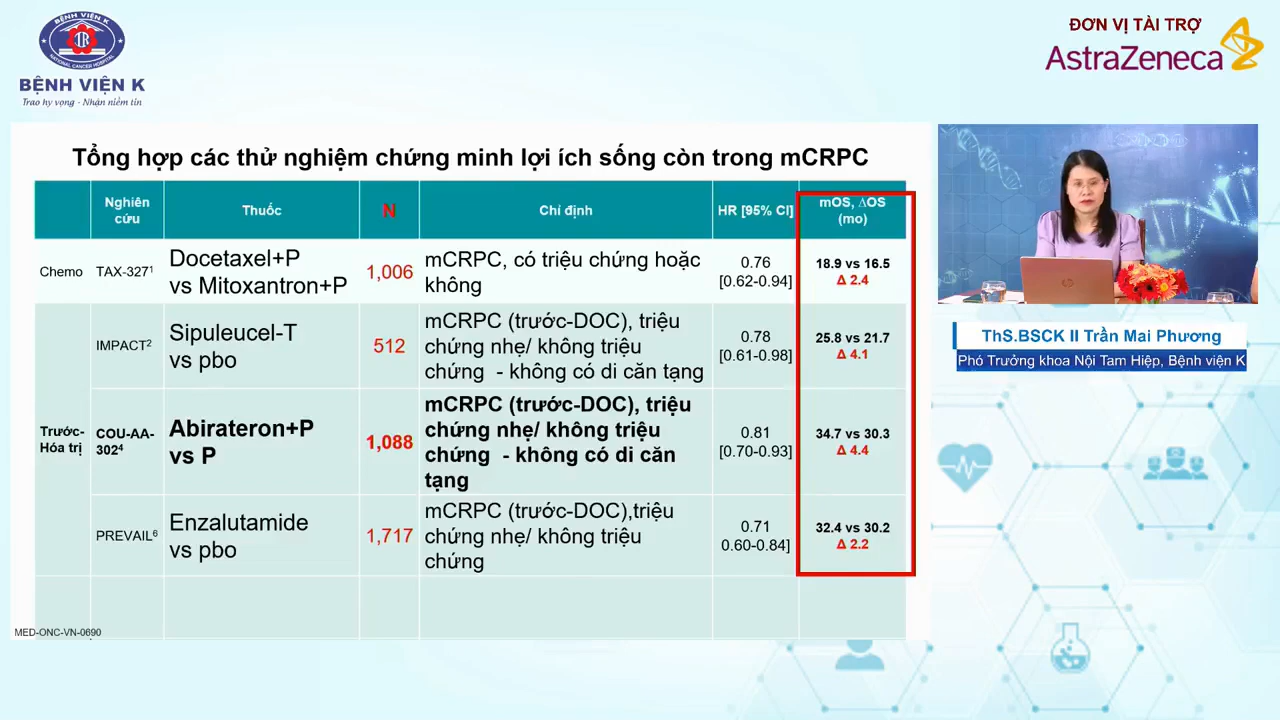 BỆNH VIỆN K
Trao hy vọng - Nhận niềm tin
ĐƠN VỊ TÀI TRỢ
AstraZeneca
Tổng hợp các thử nghiệm chứng minh lợi ích sống còn trong mCRPC
Nghiên cứu
Thuốc
N
Chỉ định
HR [95% CI]
mOS, ∆OS
(mo)
Chemo
TAX-327¹
Docetaxel+P
vs Mitoxantron+P
1,006
mCRPC, có triệu chứng hoặc
không
0.76
[0.62-0.94]
18.9 vs 16.5
Δ 2.4
Trước-
Hóa trị
IMPACT²
Sipuleucel-T
vs pbo
512
mCRPC (trước-DOC), triệu
chứng nhẹ/ không triệu
chứng - không có di căn tạng
0.78
[0.61-0.98]
25.8 vs 21.7
Δ 4.1
COU-AA-
302⁴
Abirateron+P
vs P
1,088
mCRPC (trước-DOC), triệu
chứng nhẹ/ không triệu
chứng - không có di căn
tạng
0.81
[0.70-0.93]
34.7 vs 30.3
Δ 4.4
PREVAIL⁶
Enzalutamide
vs pbo
1,717
mCRPC (trước-DOC),triệu
chứng nhẹ/ không triệu
chứng
0.71
0.60-0.84]
32.4 vs 30.2
Δ 2.2
MED-ONC-VN-0690
ThS.BSCK II Trần Mai Phương
Phó Trưởng khoa Nội Tam Hiệp, Bệnh viện K